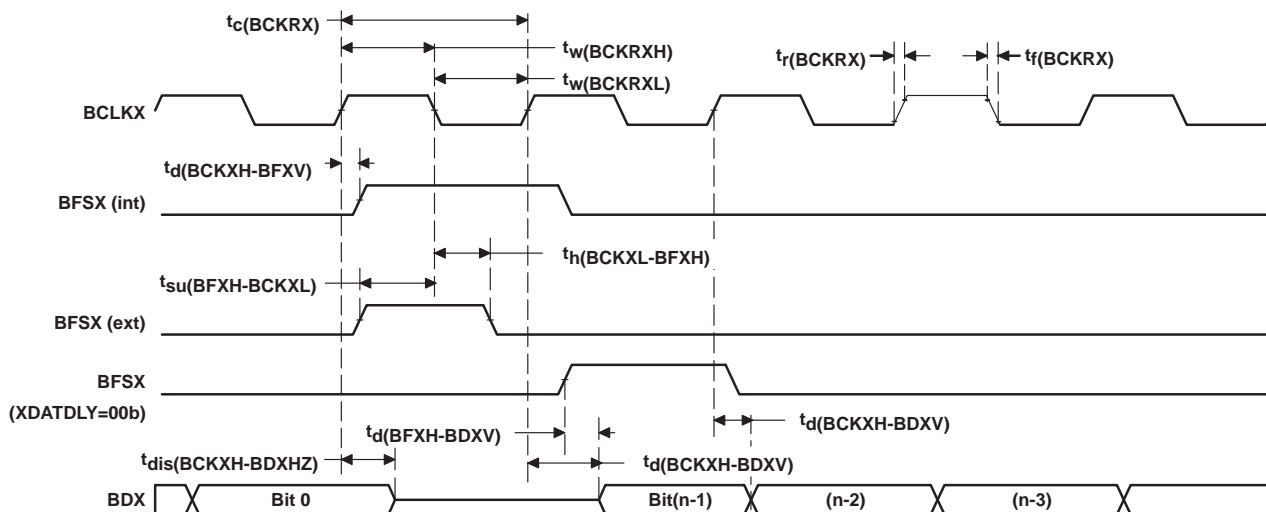 tc(BCKRX)
tw(BCKRXH)
tr(BCKRX)
tf(BCKRX)
tw(BCKRXL)
BCLKX
td(BCKXH-BFXV)
BFSX (int)
th(BCKXL-BFXH)
tsu(BFXH-BCKXL)
BFSX (ext)
BFSX
(XDATDLY=00b)
td(BCKXH-BDXV)
td(BFXH-BDXV)
tdis(BCKXH-BDXHZ)
td(BCKXH-BDXV)
BDX
Bit 0
Bit(n-1)
(n-2)
(n-3)